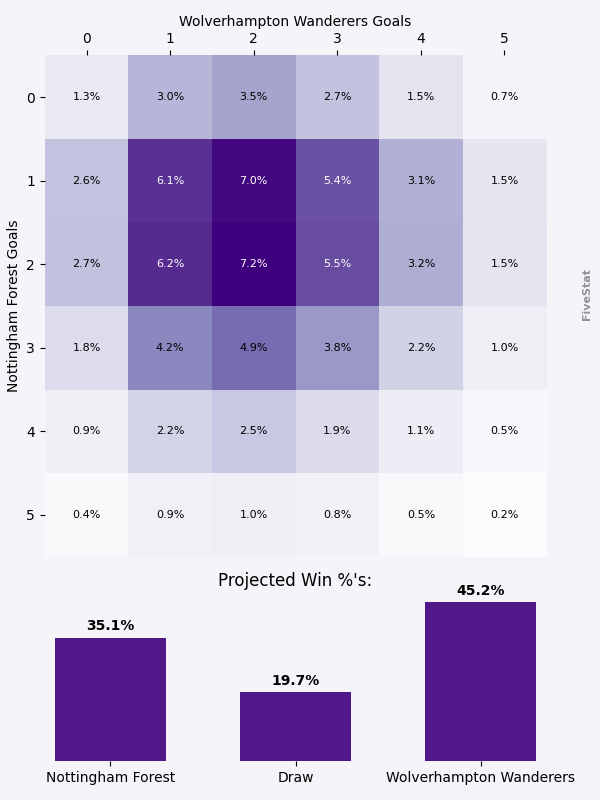 Wolverhampton Wanderers Goals
0 1 2 3 4 5
0 1.3% 3.0% 3.5% 2.7% 1.5% 0.7%
1 2.6% 6.1% 7.0% 5.4% 3.1% 1.5%
2 2.7% 6.2% 7.2% 5.5% 3.2% 1.5%
3 1.8% 4.2% 4.9% 3.8% 2.2% 1.0%
4 0.9% 2.2% 2.5% 1.9% 1.1% 0.5%
5 0.4% 0.9% 1.0% 0.8% 0.5% 0.2%
Nottingham Forest Goals
FiveStat
Projected Win %'s:
35.1% 19.7% 45.2%
Nottingham Forest Draw Wolverhampton Wanderers